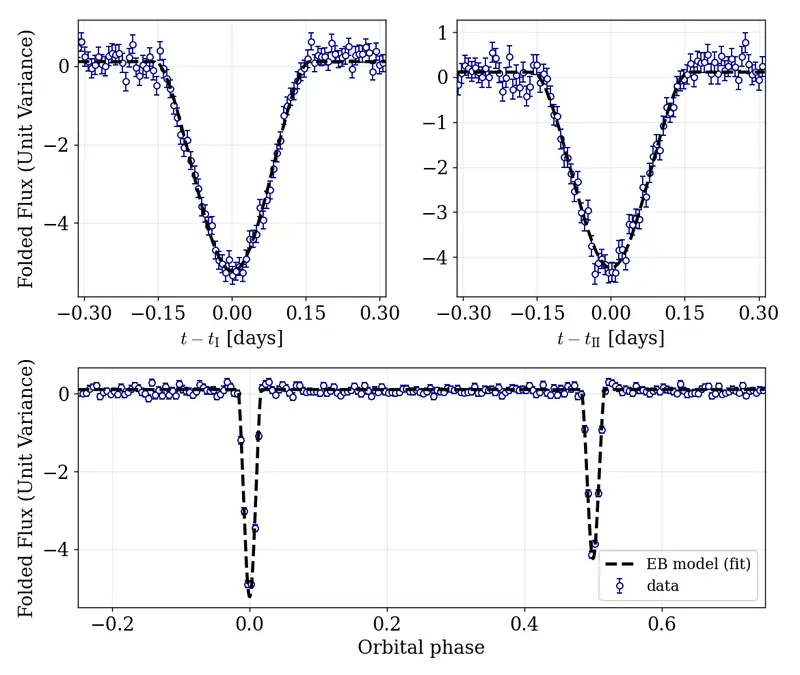 Folded Flux (Unit Variance)
0
−2
−4
−0.30 −0.15 0.00 0.15 0.30
t − t_I [days]
1
0
−1
−2
−3
−4
−0.30 −0.15 0.00 0.15 0.30
t − t_II [days]
Folded Flux (Unit Variance)
0
−2
−4
EB model (fit)
data
−0.2 0.0 0.2 0.4 0.6
Orbital phase